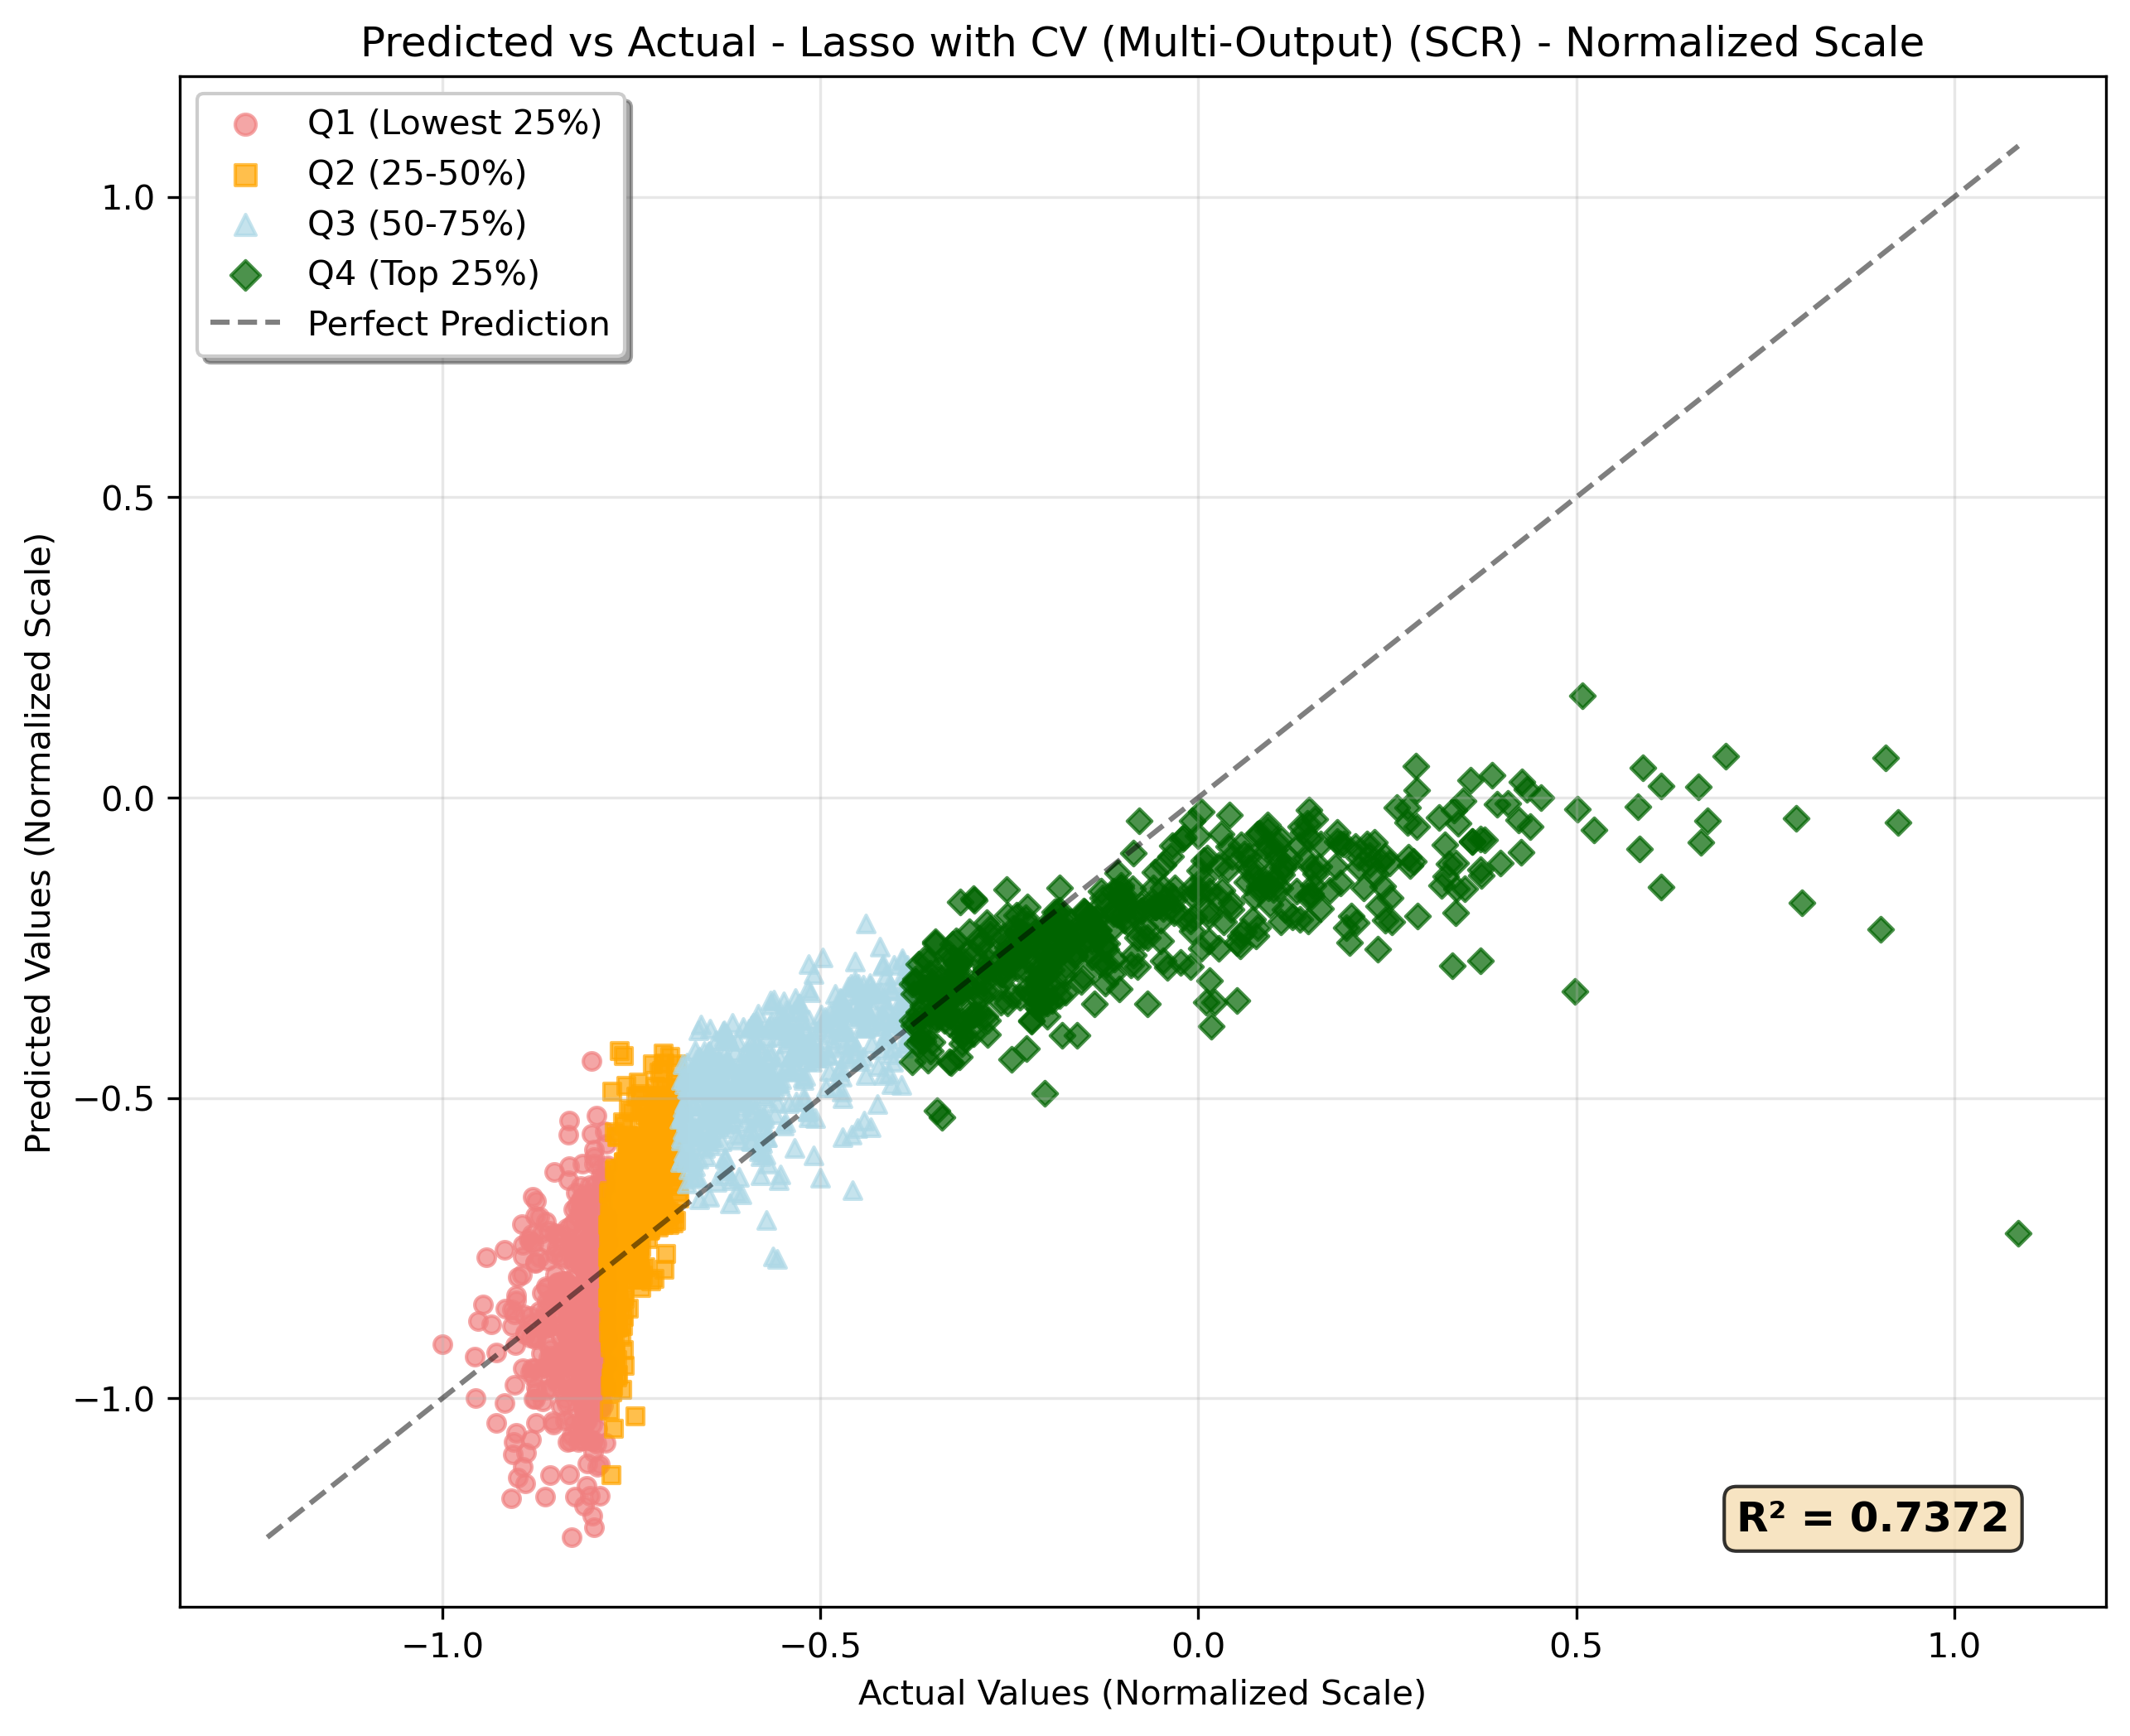 Predicted vs Actual - Lasso with CV (Multi-Output) (SCR) - Normalized Scale
Q1 (Lowest 25%)
Q2 (25-50%)
Q3 (50-75%)
Q4 (Top 25%)
Perfect Prediction
1.0
0.5
0.0
−0.5
−1.0
Predicted Values (Normalized Scale)
R² = 0.7372
−1.0
−0.5
0.0
0.5
1.0
Actual Values (Normalized Scale)